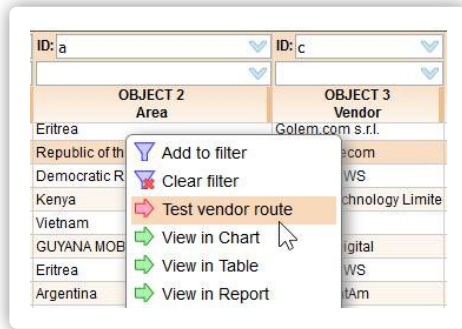 ID: a ID: c
OBJECT 2 OBJECT 3
Area Vendor
Eritrea Golem.com s.r.l.
Republic of th ecom
Add to filter
Democratic R WS
Clear filter
Kenya chnology Limite
Test vendor route
Vietnam
View in Chart
GUYANA MOB igital
View in Table
Eritrea WS
View in Report
Argentina tAm